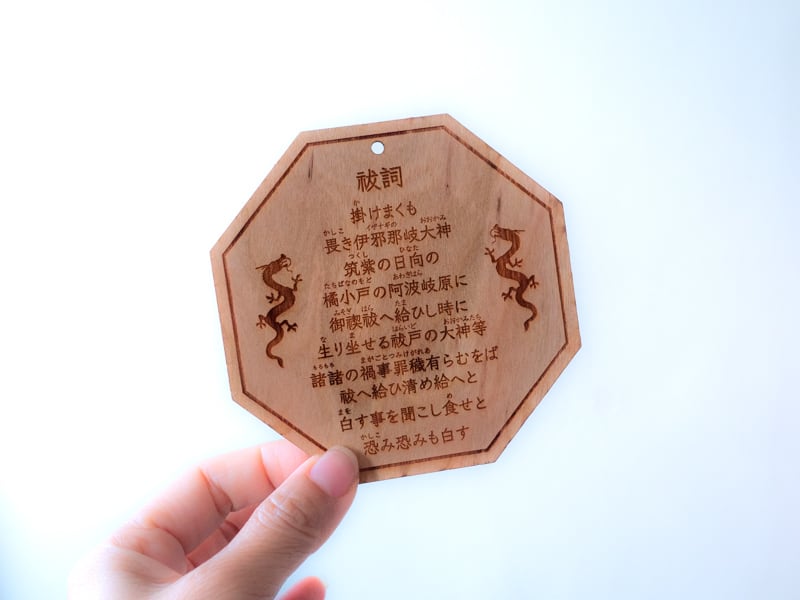 祓詞
掛けまくも
畏き伊邪那岐大神
筑紫の日向の
橘小戸の阿波岐原に
御禊祓へ給ひし時に
生り坐せる祓戸の大神等
諸諸の禍事罪穢有らむをば
祓へ給ひ清め給へと
白す事を聞こし食せと
恐み恐みも白す